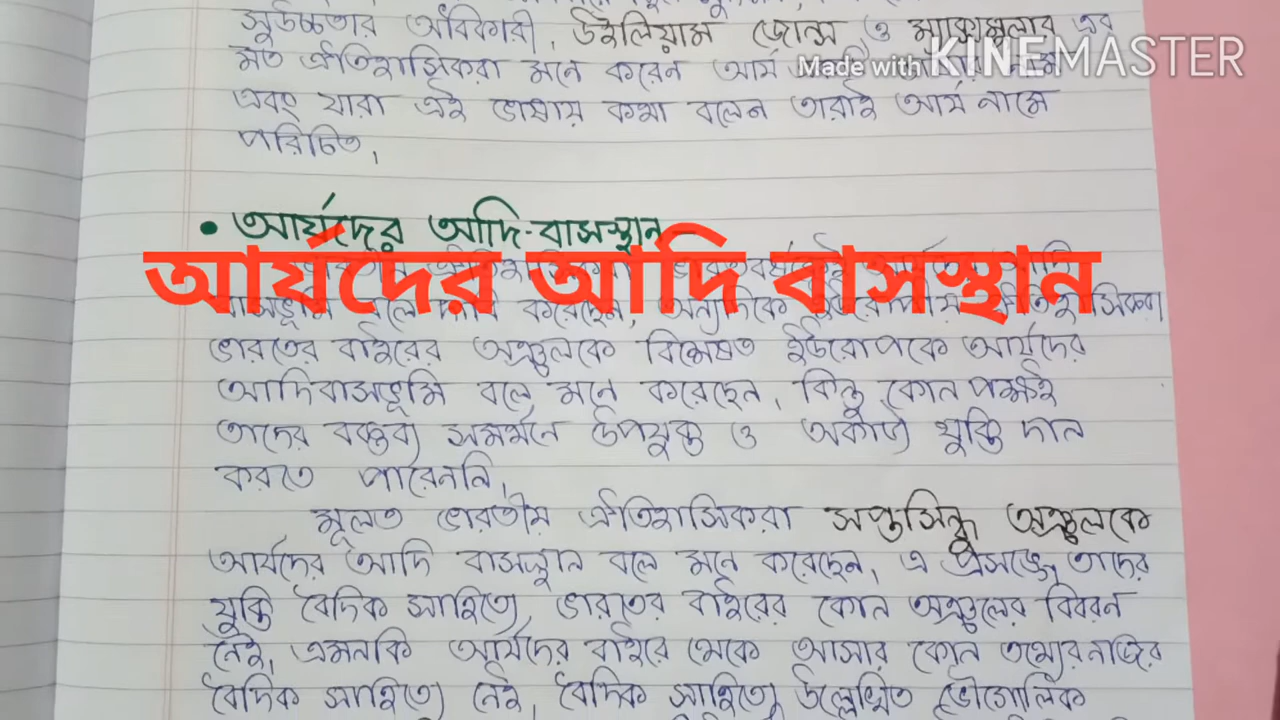 সুউচ্চতার অধিকারী, উইলিয়াম জোন্স ও ম্যাক্সমুলার এর
মত ঐতিহাসিকরা মনে করেন আর্য
Made with KINEMASTER
এবং যারা এই ভাষায় কথা বলেন তারাই আর্য নামে
পরিচিত,
• আর্যদের আদি-বাসস্থান
আর্যদের আদি বাসস্থান
বাসভূমি বলে দাবি করেছেন, অন্যদিকে ইউরোপীয় ঐতিহাসিকরা
ভারতের বাইরের অঞ্চলকে বিশেষত ইউরোপকে আর্যদের
আদিবাসভূমি বলে মনে করেছেন, কিন্তু কোন পক্ষই
তাদের বক্তব্য সমর্থনে উপযুক্ত ও অকাট্য যুক্তি দান
করতে পারেননি,
মূলত ভারতীয় ঐতিহাসিকরা সপ্তসিন্ধু অঞ্চলকে
আর্যদের আদি বাসস্থান বলে মনে করেছেন, এ প্রসঙ্গে তাদের
যুক্তি বৈদিক সাহিত্যে ভারতের বাইরের কোন অঞ্চলের বিবরন
নেই, এমনকি আর্যদের বাইরে থেকে আসার কোন তথ্যের নজির
বৈদিক সাহিত্যে নেই, বৈদিক সাহিত্যে উল্লেখিত ভৌগোলিক